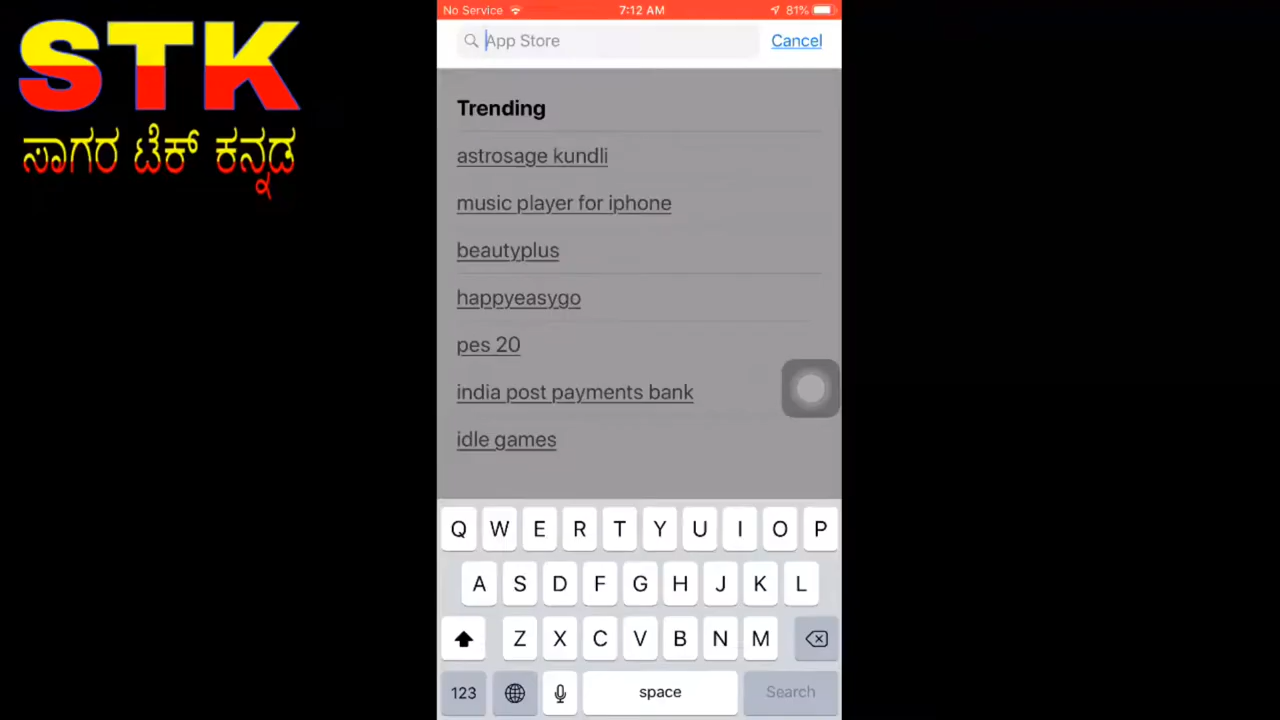 STK
ಸಾಗರ ಟೆಕ್ ಕನ್ನಡ
No Service 7:12 AM 81%
App Store Cancel
Trending
astrosage kundli
music player for iphone
beautyplus
happyeasygo
pes 20
india post payments bank
idle games
Q W E R T Y U I O P
A S D F G H J K L
Z X C V B N M
123 space Search